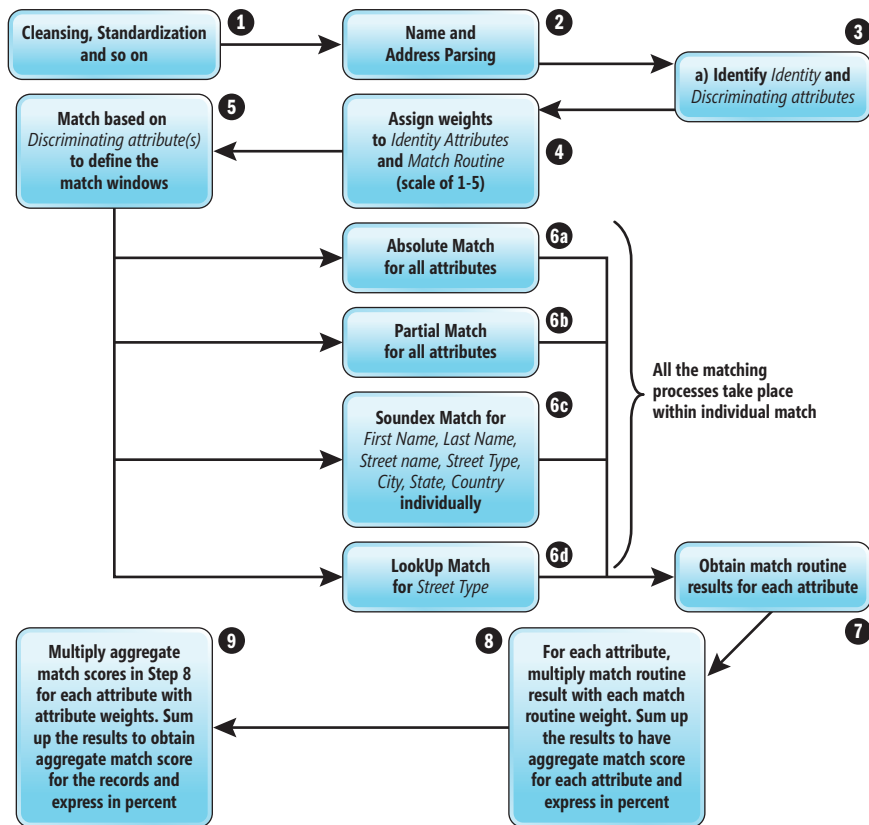 Cleansing, Standardization
and so on
1
Name and
Address Parsing
2
3
a) Identify Identity and
Discriminating attributes
Assign weights
to Identity Attributes
and Match Routine
(scale of 1-5)
4
Match based on
Discriminating attribute(s)
to define the
match windows
5
Absolute Match
for all attributes
6a
Partial Match
for all attributes
6b
Soundex Match for
First Name, Last Name,
Street name, Street Type,
City, State, Country
individually
6c
LookUp Match
for Street Type
6d
All the matching
processes take place
within individual match
Obtain match routine
results for each attribute
7
For each attribute,
multiply match routine
result with each match
routine weight. Sum up
the results to have
aggregate match score
for each attribute and
express in percent
8
Multiply aggregate
match scores in Step 8
for each attribute with
attribute weights. Sum
up the results to obtain
aggregate match score
for the records and
express in percent
9